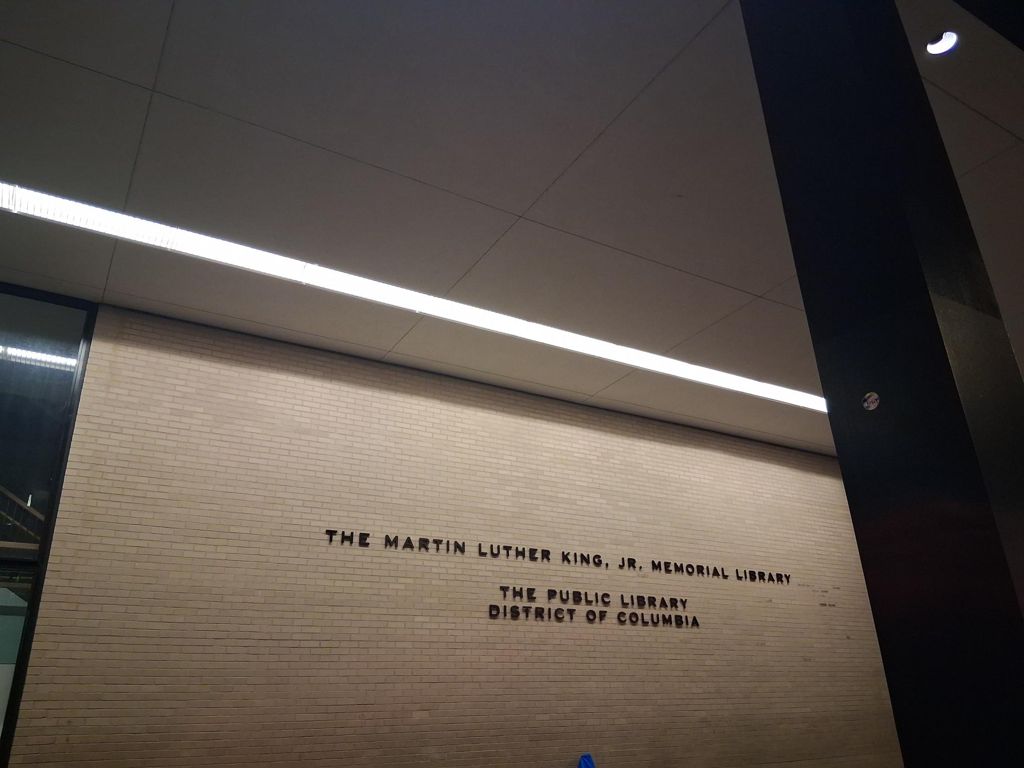 THE MARTIN LUTHER KING, JR. MEMORIAL LIBRARY
THE PUBLIC LIBRARY
DISTRICT OF COLUMBIA